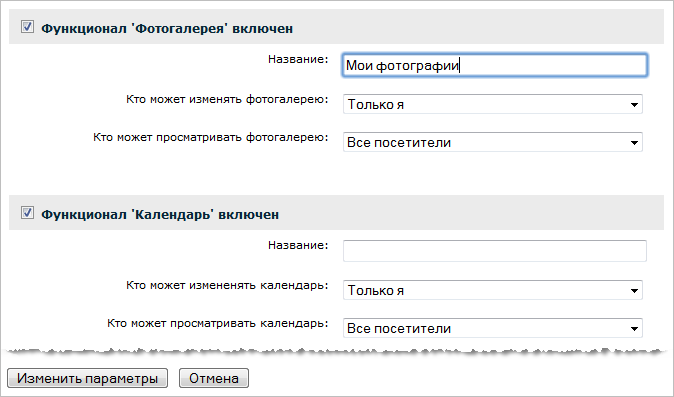 Функционал 'Фотогалерея' включен
Название: Мои фотографии
Кто может изменять фотогалерею: Только я
Кто может просматривать фотогалерею: Все посетители
Функционал 'Календарь' включен
Название:
Кто может измененять календарь: Только я
Кто может просматривать календарь: Все посетители
Изменить параметры Отмена